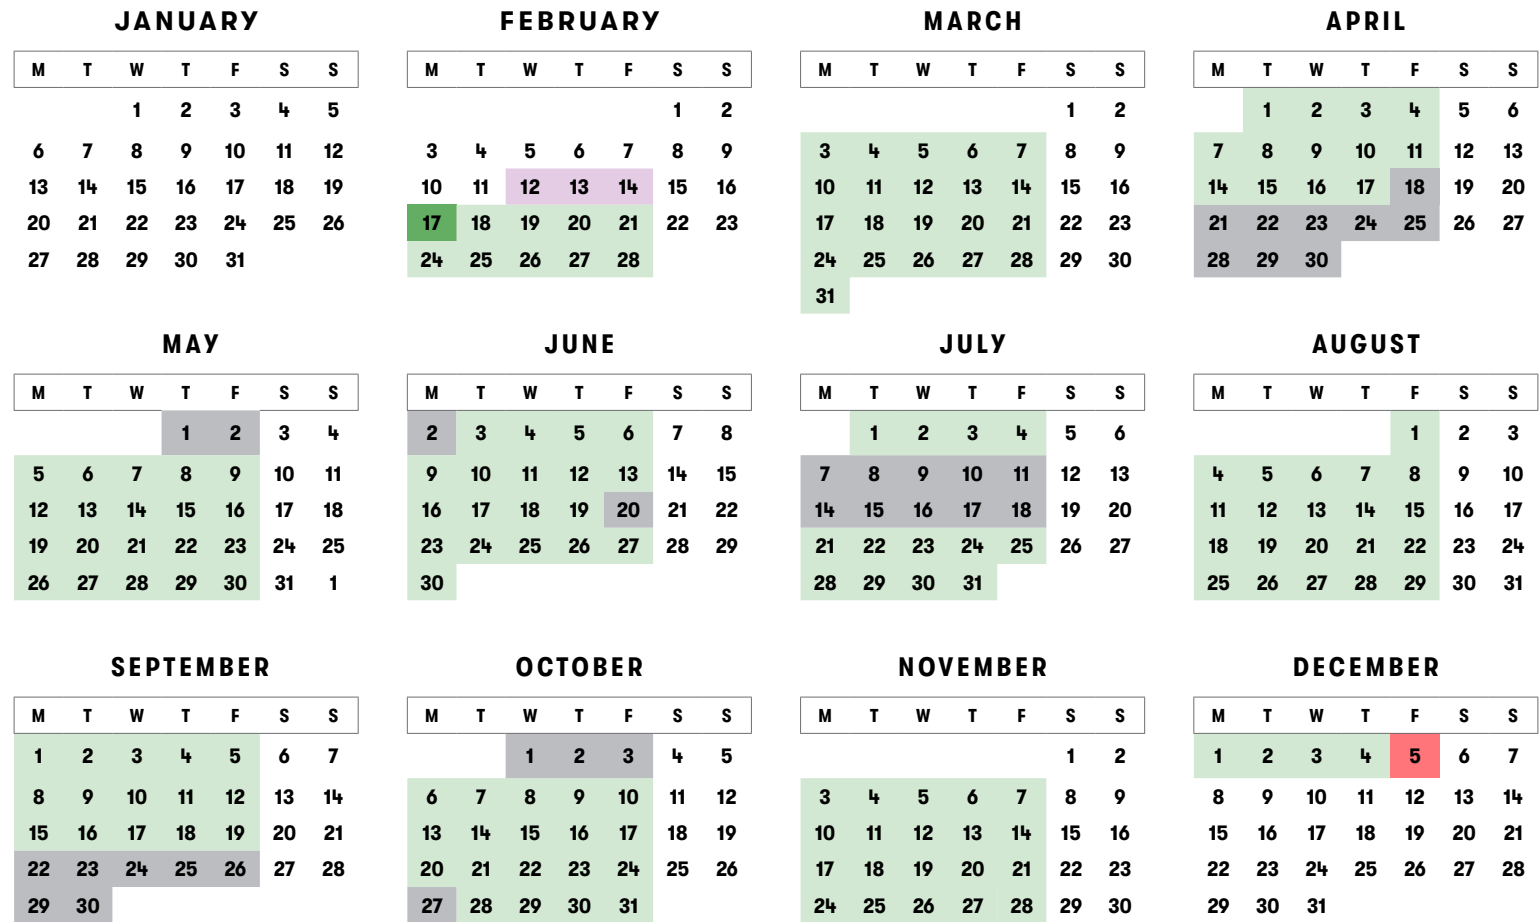 JANUARY FEBRUARY MARCH APRIL
M T W T F S S M T W T F S S M T W T F S S M T W T F S S
1 2 3 4 5 1 2 1 2 1 2 3 4 5 6
6 7 8 9 10 11 12 3 4 5 6 7 8 9 3 4 5 6 7 8 9 7 8 9 10 11 12 13
13 14 15 16 17 18 19 10 11 12 13 14 15 16 10 11 12 13 14 15 16 14 15 16 17 18 19 20
20 21 22 23 24 25 26 17 18 19 20 21 22 23 17 18 19 20 21 22 23 21 22 23 24 25 26 27
27 28 29 30 31 24 25 26 27 28 24 25 26 27 28 29 30 28 29 30
31
MAY JUNE JULY AUGUST
M T W T F S S M T W T F S S M T W T F S S M T W T F S S
1 2 3 4 2 3 4 5 6 7 8 1 2 3 4 5 6 1 2 3
5 6 7 8 9 10 11 9 10 11 12 13 14 15 7 8 9 10 11 12 13 4 5 6 7 8 9 10
12 13 14 15 16 17 18 16 17 18 19 20 21 22 14 15 16 17 18 19 20 11 12 13 14 15 16 17
19 20 21 22 23 24 25 23 24 25 26 27 28 29 21 22 23 24 25 26 27 18 19 20 21 22 23 24
26 27 28 29 30 31 1 30 28 29 30 31 25 26 27 28 29 30 31
SEPTEMBER OCTOBER NOVEMBER DECEMBER
M T W T F S S M T W T F S S M T W T F S S M T W T F S S
1 2 3 4 5 6 7 1 2 3 4 5 1 2 1 2 3 4 5 6 7
8 9 10 11 12 13 14 6 7 8 9 10 11 12 3 4 5 6 7 8 9 8 9 10 11 12 13 14
15 16 17 18 19 20 21 13 14 15 16 17 18 19 10 11 12 13 14 15 16 15 16 17 18 19 20 21
22 23 24 25 26 27 28 20 21 22 23 24 25 26 17 18 19 20 21 22 23 22 23 24 25 26 27 28
29 30 27 28 29 30 31 24 25 26 27 28 29 30 29 30 31